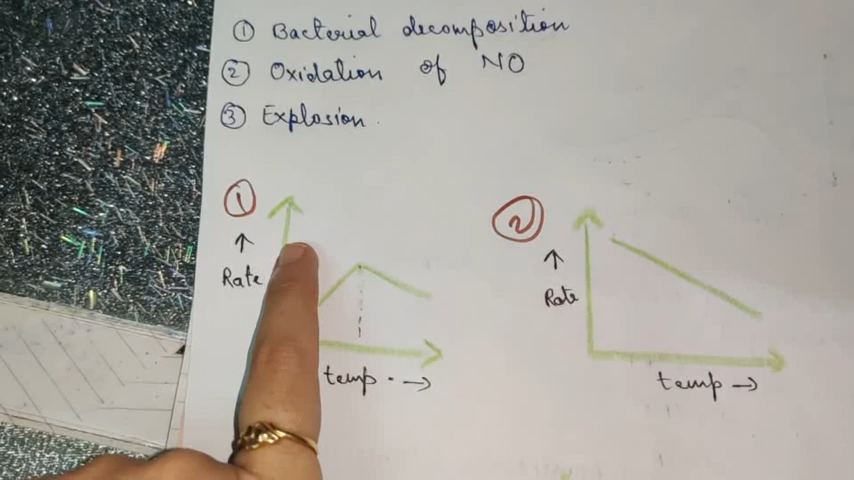 ① Bacterial decomposition
② Oxidation of NO
③ Explosion.
①
↑
Rate
temp. →
②
↑
Rate
temp →